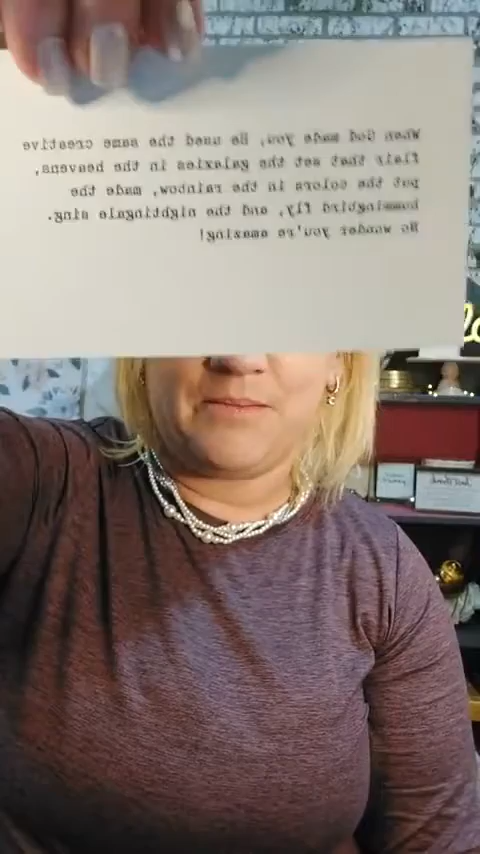 When God made you, He used the same creative
flair that set the galaxies in the heavens,
put the colors in the rainbow, made the
hummingbird fly, and the nightingale sing.
No wonder you're amazing!